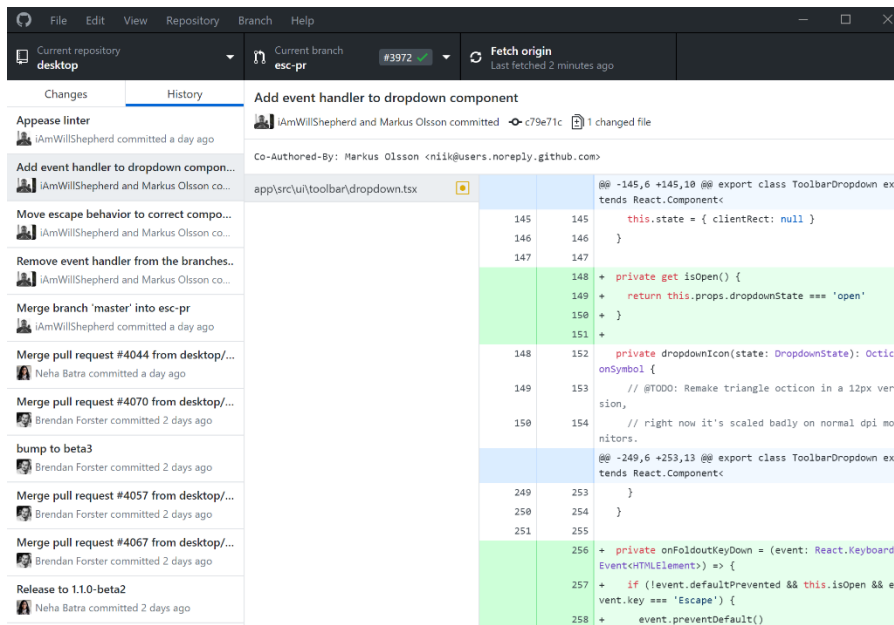 File Edit View Repository Branch Help
Current repository
desktop
Current branch
esc-pr
#3972
Fetch origin
Last fetched 2 minutes ago
Changes History
Appease linter
iAmWillShepherd committed a day ago
Add event handler to dropdown compon...
iAmWillShepherd and Markus Olsson co...
Move escape behavior to correct compo...
iAmWillShepherd and Markus Olsson co...
Remove event handler from the branches..
iAmWillShepherd and Markus Olsson co...
Merge branch 'master' into esc-pr
iAmWillShepherd committed a day ago
Merge pull request #4044 from desktop/...
Neha Batra committed a day ago
Merge pull request #4070 from desktop/...
Brendan Forster committed 2 days ago
bump to beta3
Brendan Forster committed 2 days ago
Merge pull request #4057 from desktop/...
Brendan Forster committed 2 days ago
Merge pull request #4067 from desktop/...
Brendan Forster committed 2 days ago
Release to 1.1.0-beta2
Neha Batra committed 2 days ago
Add event handler to dropdown component
iAmWillShepherd and Markus Olsson committed c79e71c 1 changed file
Co-Authored-By: Markus Olsson <niik@users.noreply.github.com>
app\src\ui\toolbar\dropdown.tsx
@@ -145,6 +145,10 @@ export class ToolbarDropdown ex
tends React.Component<
145 145 this.state = { clientRect: null }
146 146 }
147 147
148 + private get isOpen() {
149 + return this.props.dropdownState === 'open'
150 + }
151 +
148 152 private dropdownIcon(state: DropdownState): Octic
onSymbol {
149 153 // @TODO: Remake triangle octicon in a 12px ver
sion,
150 154 // right now it's scaled badly on normal dpi mo
nitors.
@@ -249,6 +253,13 @@ export class ToolbarDropdown ex
tends React.Component<
249 253 }
250 254 }
251 255
256 + private onFoldoutKeyDown = (event: React.Keyboard
Event<HTMLElement>) => {
257 + if (!event.defaultPrevented && this.isOpen && e
vent.key === 'Escape') {
258 + event.preventDefault()